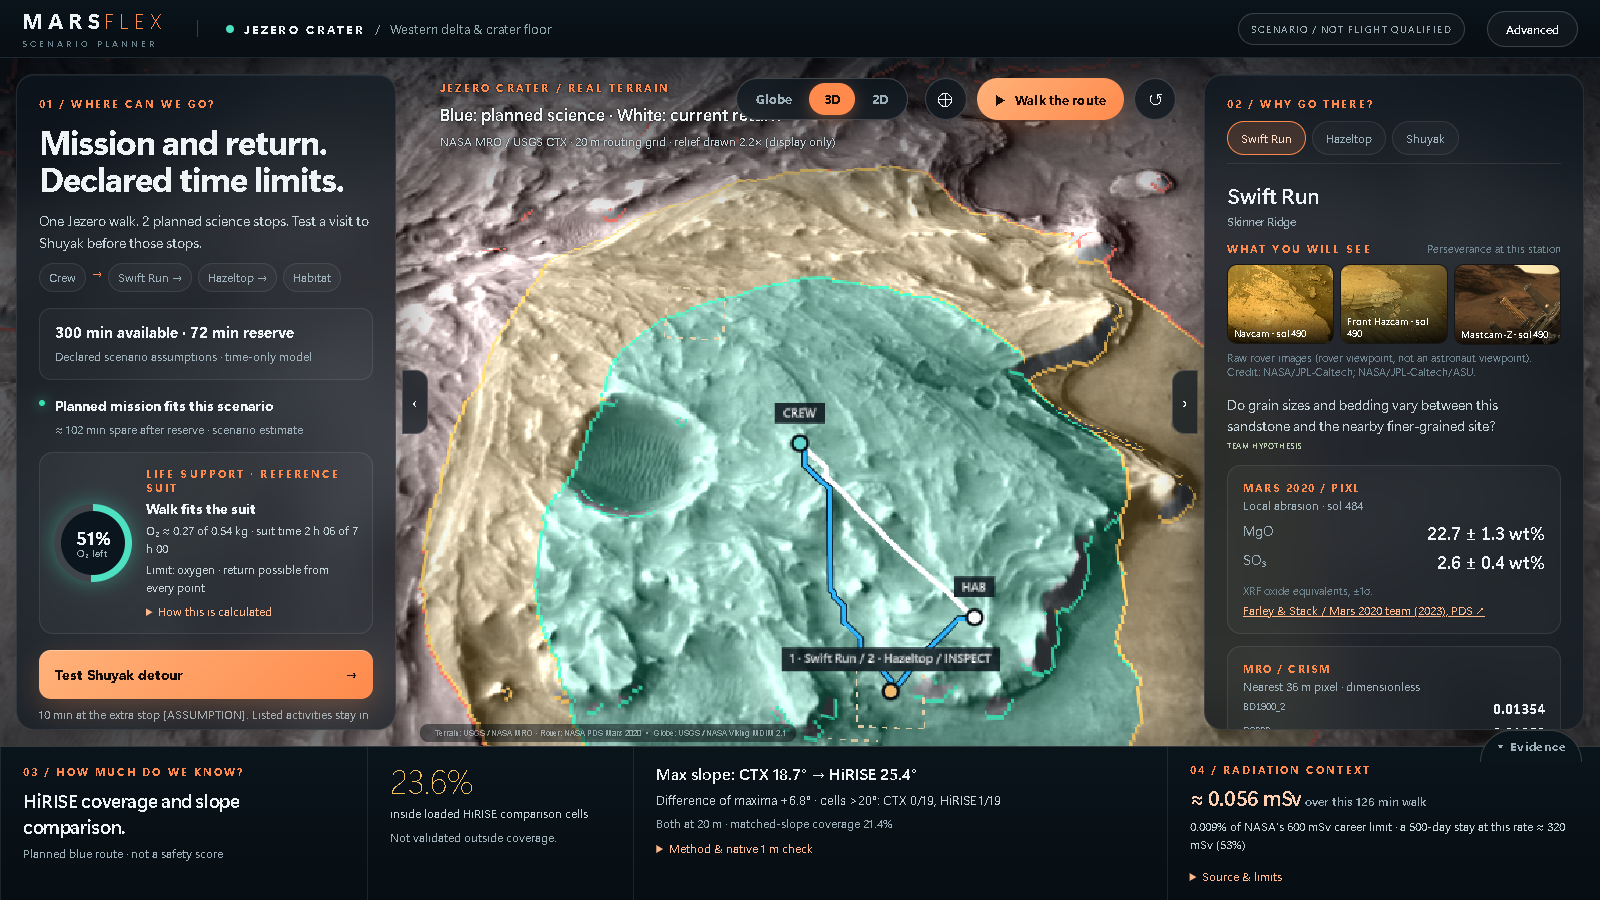 MARSFLEX
SCENARIO PLANNER
JEZERO CRATER / Western delta & crater floor
SCENARIO / NOT FLIGHT QUALIFIED
Advanced
01 / WHERE CAN WE GO?
Mission and return.
Declared time limits.
One Jezero walk. 2 planned science stops. Test a visit to
Shuyak before those stops.
Crew → Swift Run → Hazeltop → Habitat
300 min available · 72 min reserve
Declared scenario assumptions · time-only model
Planned mission fits this scenario
≈ 102 min spare after reserve · scenario estimate
LIFE SUPPORT · REFERENCE
SUIT
Walk fits the suit
51%
O₂ left
O₂ ≈ 0.27 of 0.54 kg · suit time 2 h 06 of 7
h 00
Limit: oxygen · return possible from
every point
▶ How this is calculated
Test Shuyak detour →
10 min at the extra stop [ASSUMPTION]. Listed activities stay in
JEZERO CRATER / REAL TERRAIN
Blue: planned science · White: current return
NASA MRO / USGS CTX · 20 m routing grid · relief drawn 2.2× (display only)
Globe 3D 2D
▶ Walk the route
↺
‹
›
CREW
HAB
1 · Swift Run / 2 · Hazeltop / INSPECT
Terrain: USGS / NASA MRO · Rover: NASA PDS Mars 2020 • Globe: USGS / NASA Viking MDIM 2.1
02 / WHY GO THERE?
Swift Run Hazeltop Shuyak
Swift Run
Skinner Ridge
WHAT YOU WILL SEE Perseverance at this station
Navcam · sol 490
Front Hazcam · sol
490
Mastcam-Z · sol 490
Raw rover images (rover viewpoint, not an astronaut viewpoint).
Credit: NASA/JPL-Caltech; NASA/JPL-Caltech/ASU.
Do grain sizes and bedding vary between this
sandstone and the nearby finer-grained site?
TEAM HYPOTHESIS
MARS 2020 / PIXL
Local abrasion · sol 484
MgO 22.7 ± 1.3 wt%
SO₃ 2.6 ± 0.4 wt%
XRF oxide equivalents, ±1σ.
Farley & Stack / Mars 2020 team (2023), PDS ↗
MRO / CRISM
Nearest 36 m pixel · dimensionless
BD1900_2 0.01354
▾ Evidence
03 / HOW MUCH DO WE KNOW?
HiRISE coverage and slope
comparison.
Planned blue route · not a safety score
23.6%
inside loaded HiRISE comparison cells
Not validated outside coverage.
Max slope: CTX 18.7° → HiRISE 25.4°
Difference of maxima +6.8° · cells >20°: CTX 0/19, HiRISE 1/19
Both at 20 m · matched-slope coverage 21.4%
▶ Method & native 1 m check
04 / RADIATION CONTEXT
≈ 0.056 mSv over this 126 min walk
0.009% of NASA's 600 mSv career limit · a 500-day stay at this rate ≈ 320
mSv (53%)
▶ Source & limits